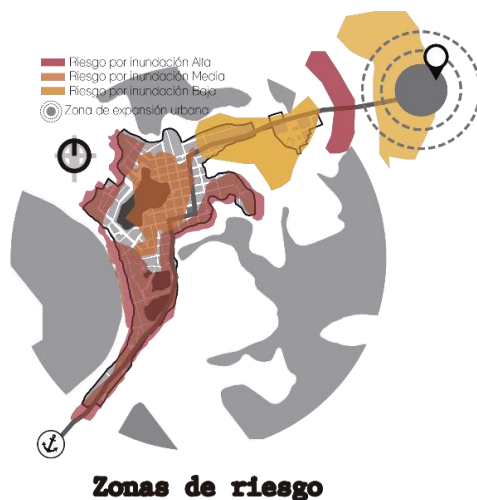 Riesgo por inundación Alta
Riesgo por inundación Media
Riesgo por inundación Baja
Zona de expansión urbana
Zonas de riesgo